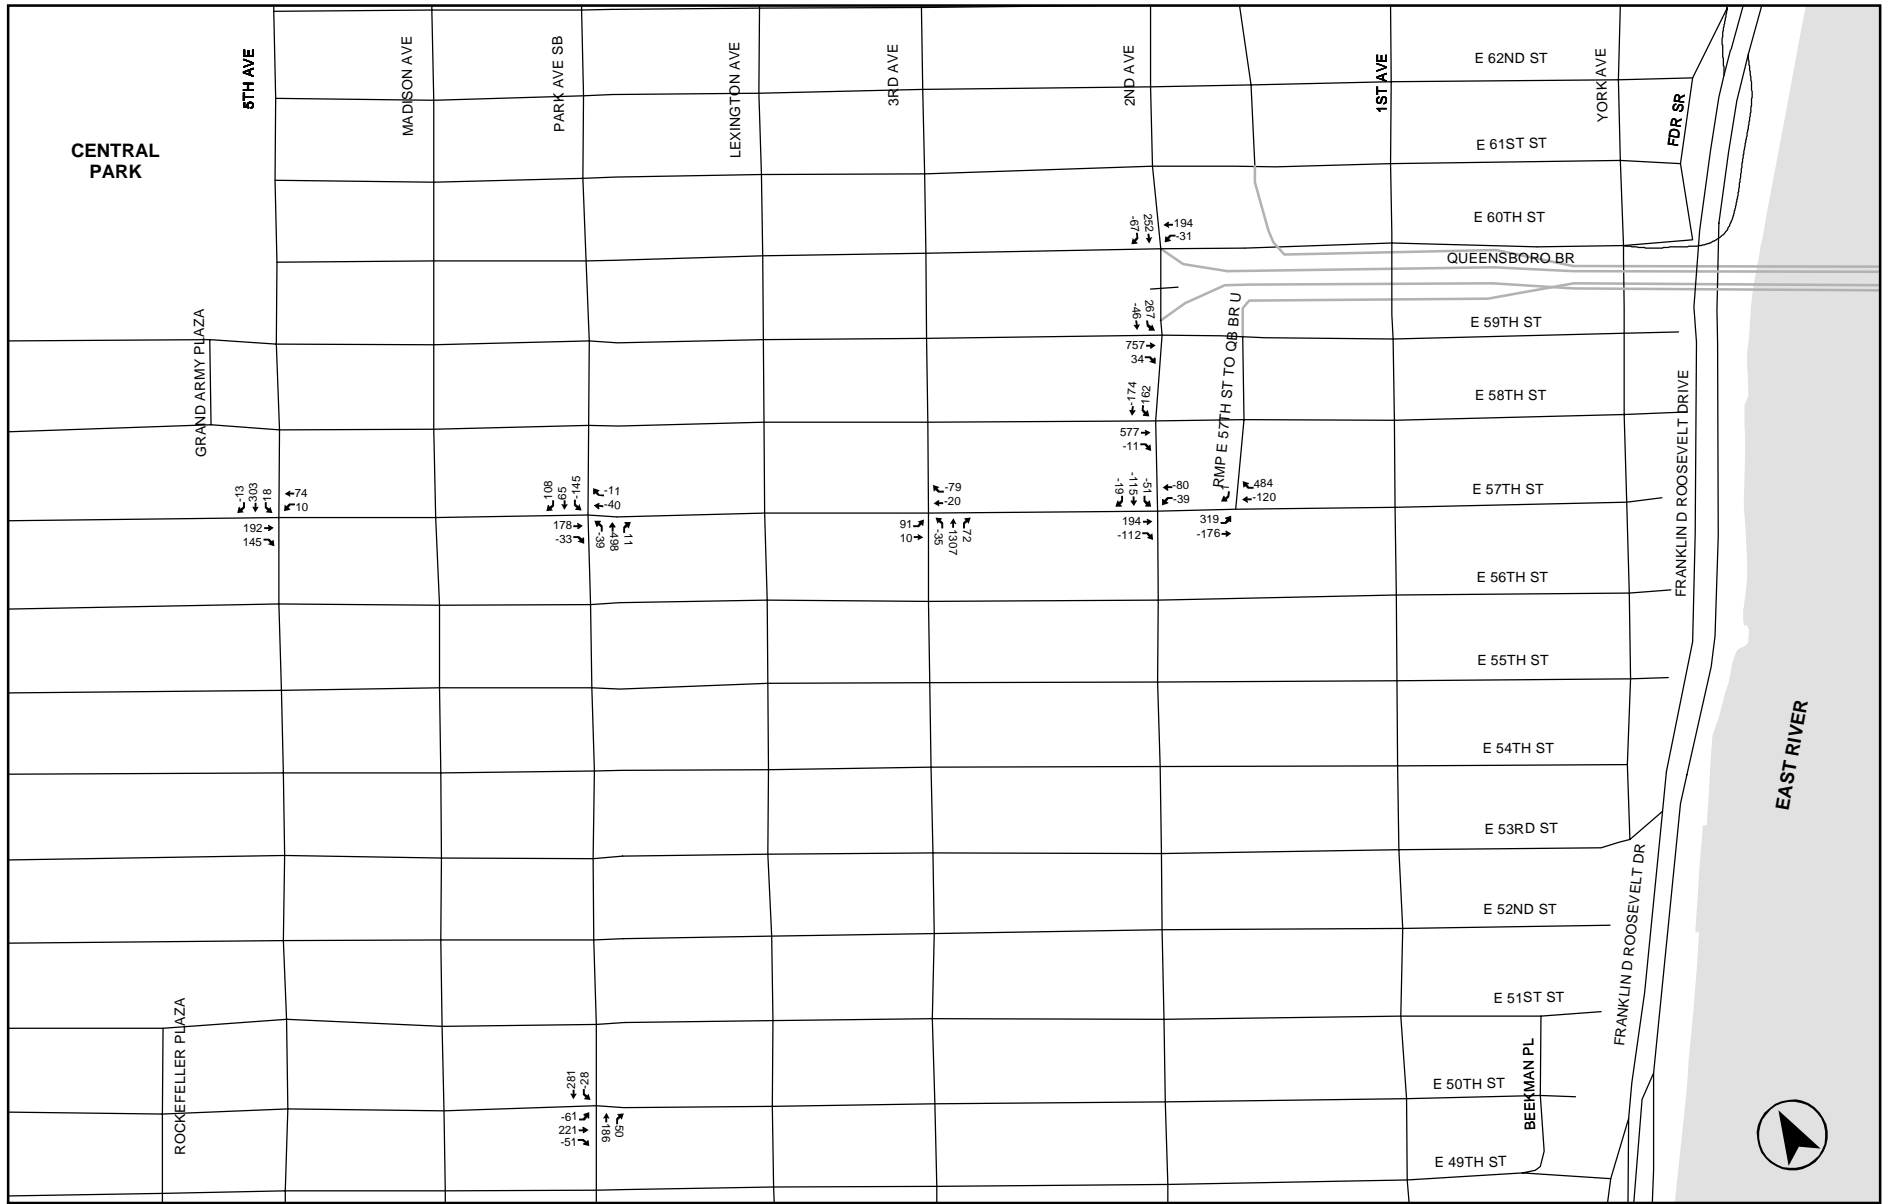 5TH AVE
MADISON AVE
PARK AVE SB
LEXINGTON AVE
3RD AVE
2ND AVE
1ST AVE
YORK AVE
FDR SR
E 62ND ST
CENTRAL
PARK
E 61ST ST
E 60TH ST
-67
252
194
-31
QUEENSBORO BR
-46
267
E 59TH ST
757
34
GRAND ARMY PLAZA
RMP E 57TH ST TO QB BR U
FRANKLIN D ROOSEVELT DRIVE
-174
162
E 58TH ST
577
-11
-13
303
18
74
10
192
145
108
-65
-145
-11
-40
178
-33
-39
498
11
-79
-20
91
10
-35
1307
72
-19
-115
-51
-80
-39
194
-112
484
-120
319
-176
E 57TH ST
E 56TH ST
E 55TH ST
E 54TH ST
EAST RIVER
E 53RD ST
FRANKLIN D ROOSEVELT DR
E 52ND ST
E 51ST ST
ROCKEFELLER PLAZA
BEEKMAN PL
281
-28
E 50TH ST
-61
221
-51
186
-50
E 49TH ST